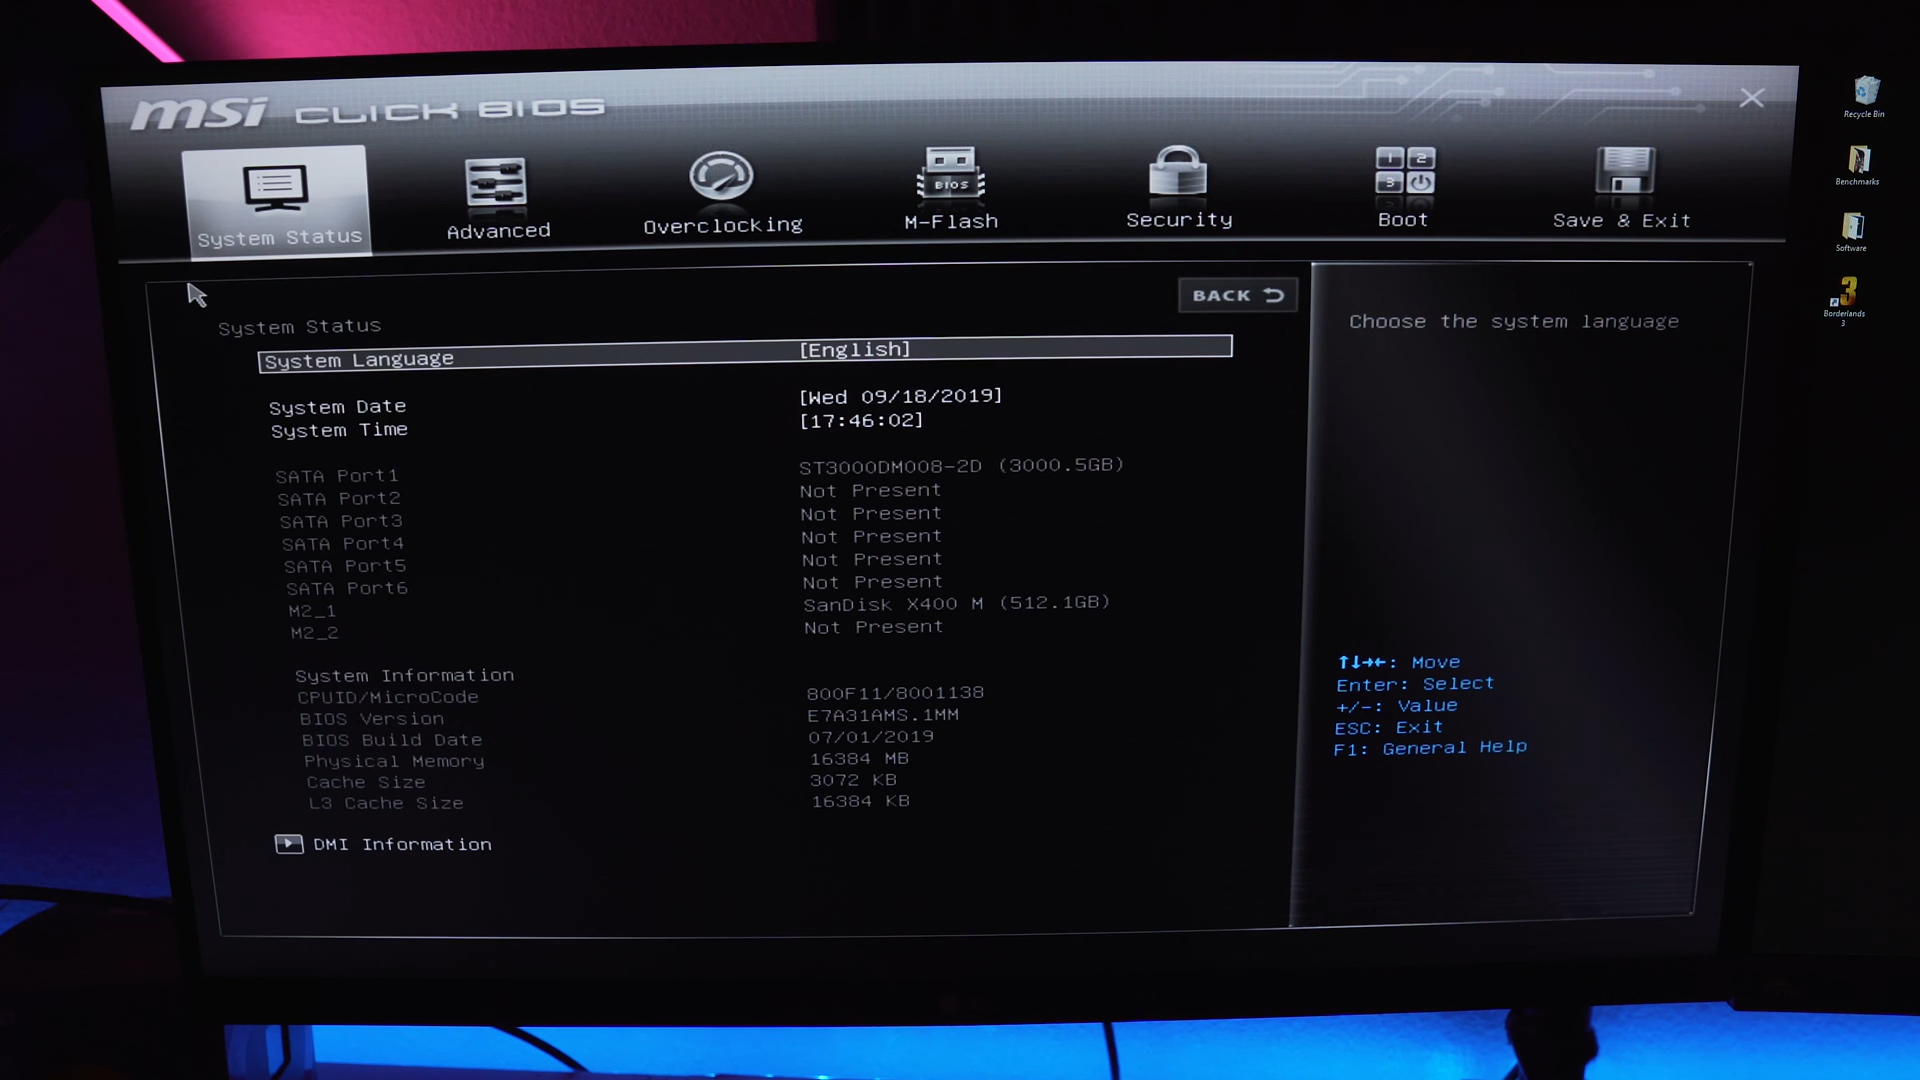 msi CLICK BIOS
System Status
Advanced
Overclocking
BIOS
M-Flash
Security
1 2
3
Boot
Save & Exit
BACK
System Status
System Language [English]
System Date [Wed 09/18/2019]
System Time [17:46:02]
SATA Port1 ST3000DM008-2D (3000.5GB)
SATA Port2 Not Present
SATA Port3 Not Present
SATA Port4 Not Present
SATA Port5 Not Present
SATA Port6 Not Present
M2_1 SanDisk X400 M (512.1GB)
M2_2 Not Present
System Information
CPUID/MicroCode 800F11/8001138
BIOS Version E7A31AMS.1MM
BIOS Build Date 07/01/2019
Physical Memory 16384 MB
Cache Size 3072 KB
L3 Cache Size 16384 KB
DMI Information
Choose the system language
↑↓→←: Move
Enter: Select
+/-: Value
ESC: Exit
F1: General Help
Recycle Bin
Benchmarks
Software
3
Borderlands
3